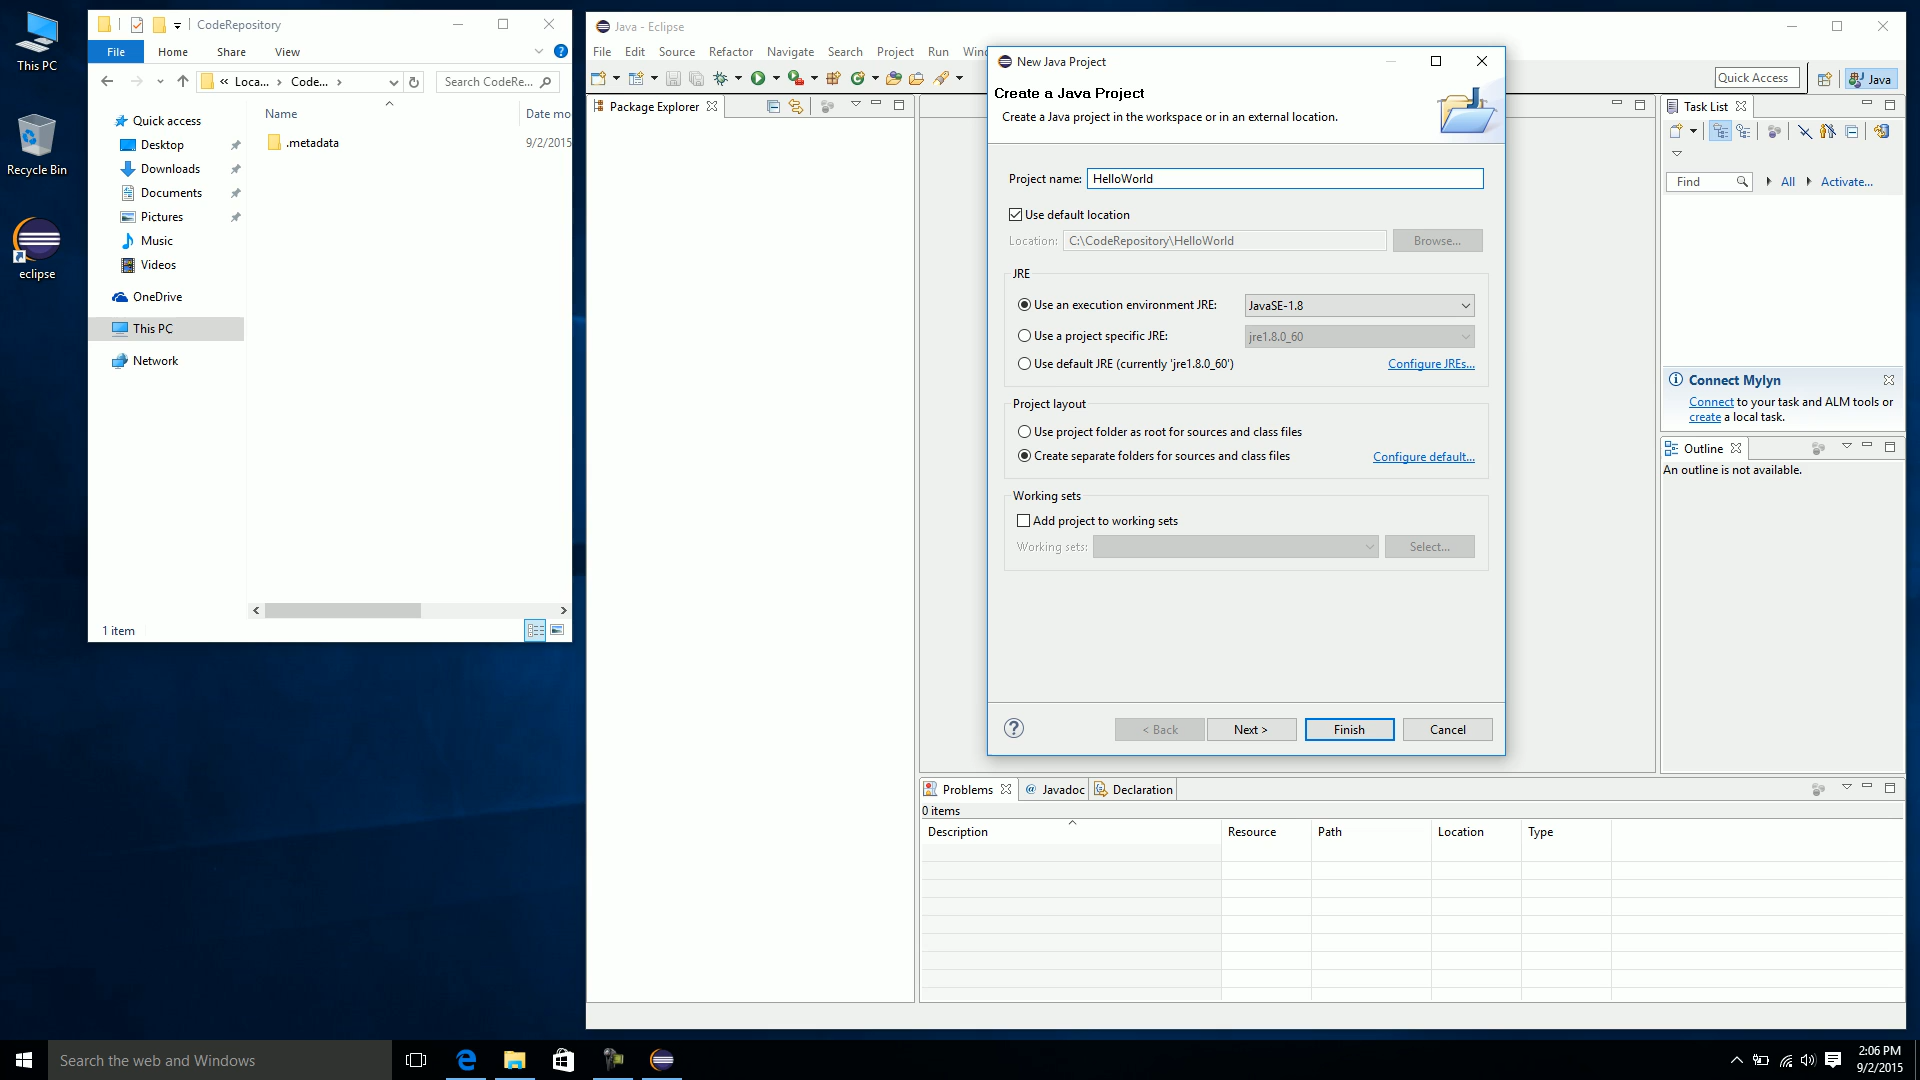 This PC
Recycle Bin
eclipse
CodeRepository
File
Home
Share
View
« Loca... › Code... ›
Search CodeRe...
Quick access
Desktop
Downloads
Documents
Pictures
Music
Videos
OneDrive
This PC
Network
Name
Date mo
.metadata
9/2/2015
1 item
Java - Eclipse
File Edit Source Refactor Navigate Search Project Run Wind
Quick Access
Java
Package Explorer
New Java Project
Create a Java Project
Create a Java project in the workspace or in an external location.
Project name: HelloWorld
Use default location
Location: C:\CodeRepository\HelloWorld
Browse...
JRE
Use an execution environment JRE: JavaSE-1.8
Use a project specific JRE: jre1.8.0_60
Use default JRE (currently 'jre1.8.0_60')
Configure JREs...
Project layout
Use project folder as root for sources and class files
Create separate folders for sources and class files
Configure default...
Working sets
Add project to working sets
Working sets:
Select...
< Back
Next >
Finish
Cancel
Task List
Find
All
Activate...
Connect Mylyn
Connect to your task and ALM tools or
create a local task.
Outline
An outline is not available.
Problems
@ Javadoc
Declaration
0 items
Description
Resource
Path
Location
Type
Search the web and Windows
2:06 PM
9/2/2015